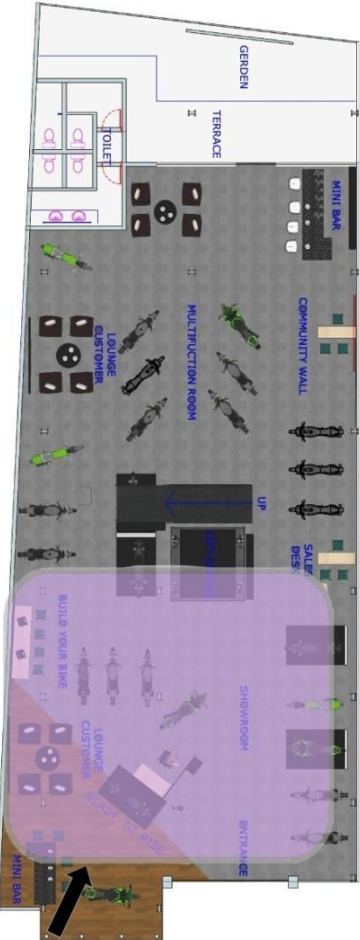 GERDEN
TERRACE
TOILET
MINI BAR
COMMUNITY WALL
MULTIFUCTION ROOM
LOUNGE
CUSTOMER
UP
SALES
DESK
BUILD YOUR BIKE
SHOWROOM
LOUNGE
CUSTOMER
READY TO RIDE
ENTRANCE
MINI BAR